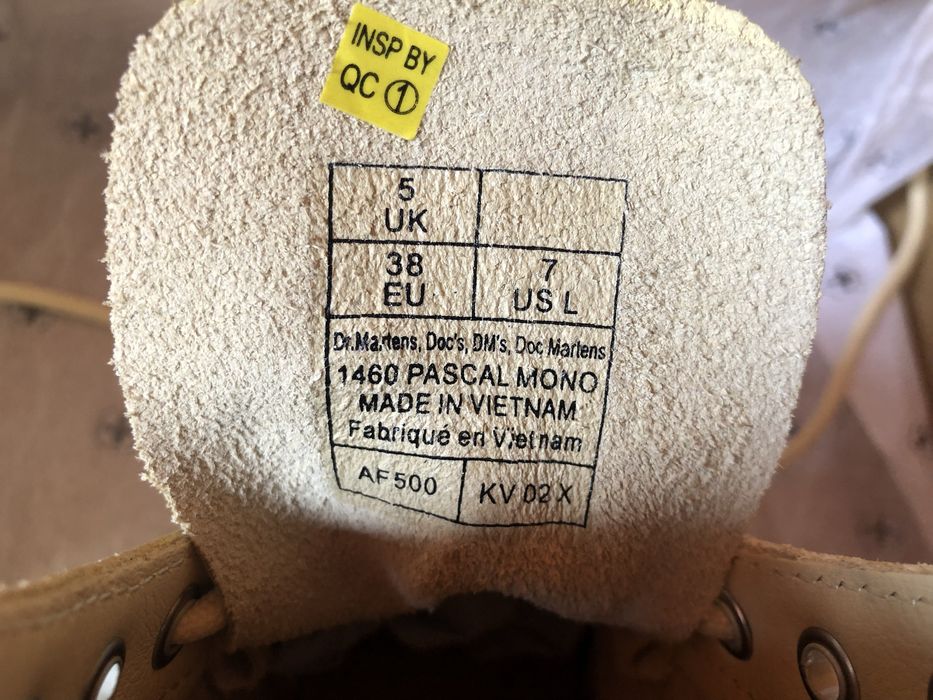 INSP BY
QC ①
5
UK
38
EU
7
US L
Dr.Martens, Doc's, DM's, Doc Martens
1460 PASCAL MONO
MADE IN VIETNAM
Fabriqué en Vietnam
AF 500
KV 02 X